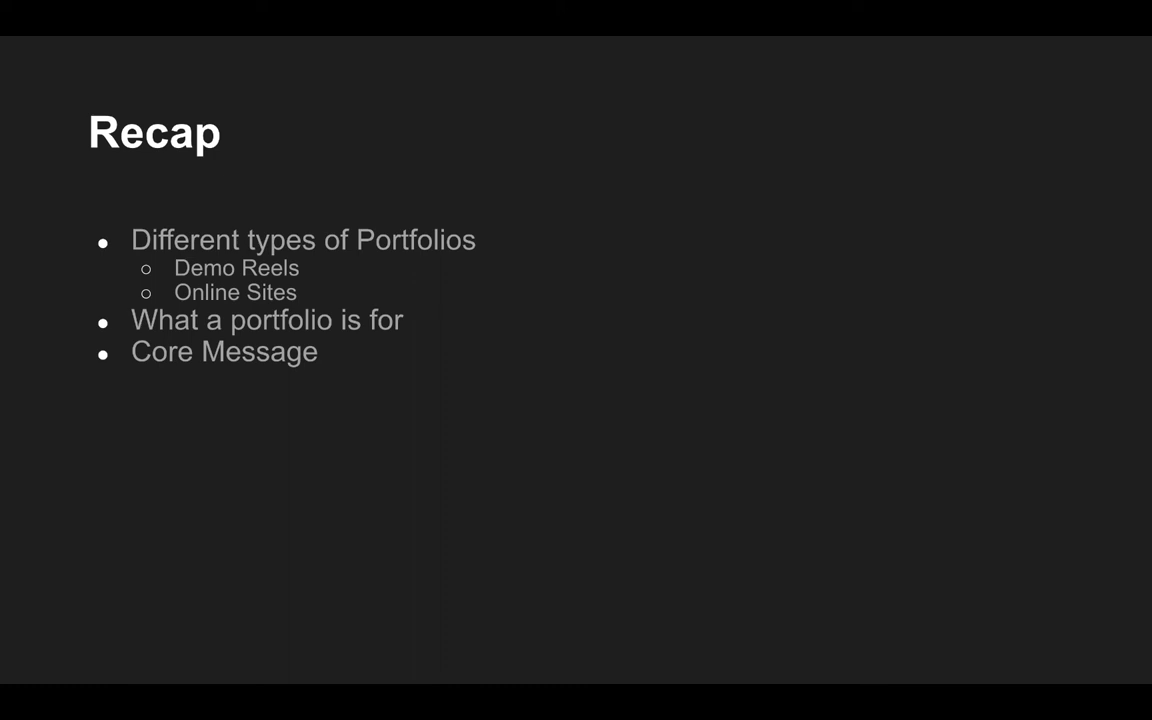 Recap
● Different types of Portfolios
○ Demo Reels
○ Online Sites
● What a portfolio is for
● Core Message